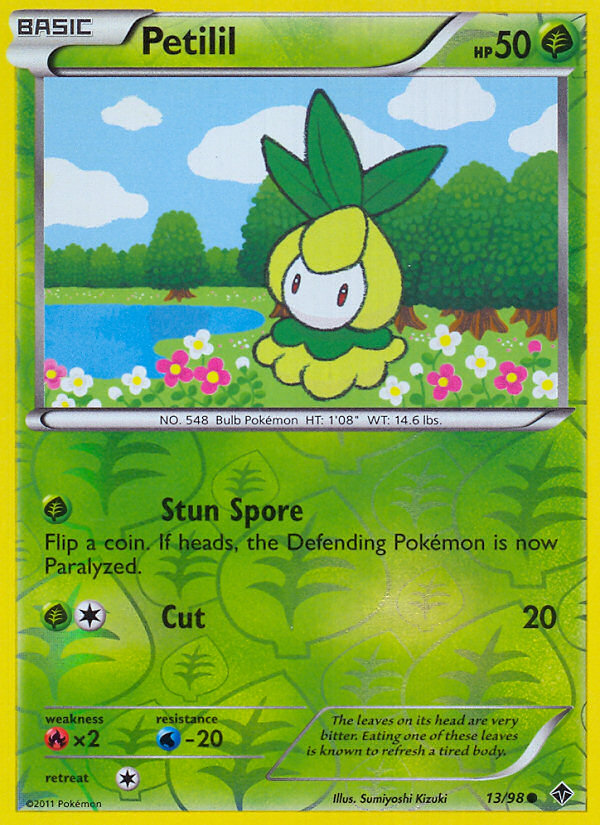 BASIC
Petilil
HP50
NO. 548 Bulb Pokémon HT: 1'08" WT: 14.6 lbs.
Stun Spore
Flip a coin. If heads, the Defending Pokémon is now
Paralyzed.
Cut 20
weakness resistance
×2 -20
The leaves on its head are very
bitter. Eating one of these leaves
is known to refresh a tired body.
retreat
©2011 Pokémon
Illus. Sumiyoshi Kizuki 13/98